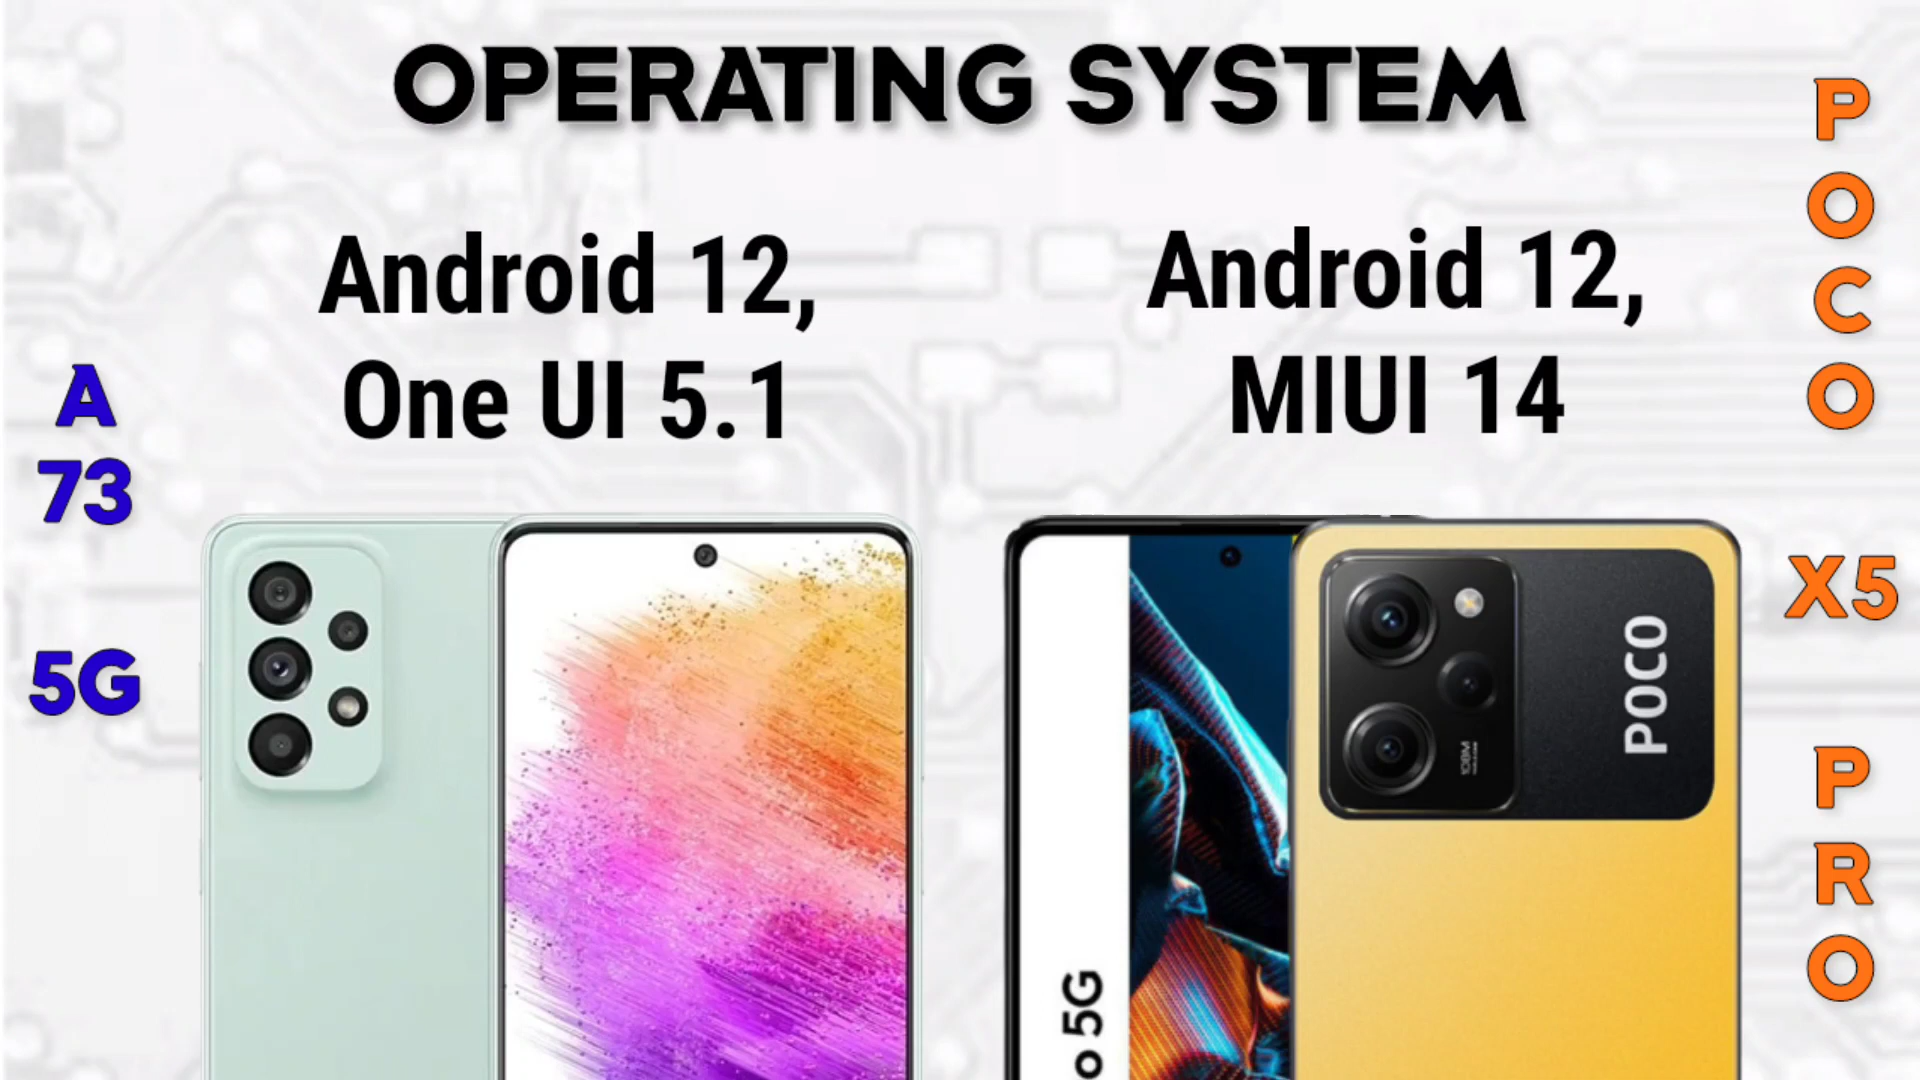 OPERATING SYSTEM
Android 12,
One UI 5.1
Android 12,
MIUI 14
A
73
5G
P
O
C
O
X5
P
R
O
POCO
108M
o 5G